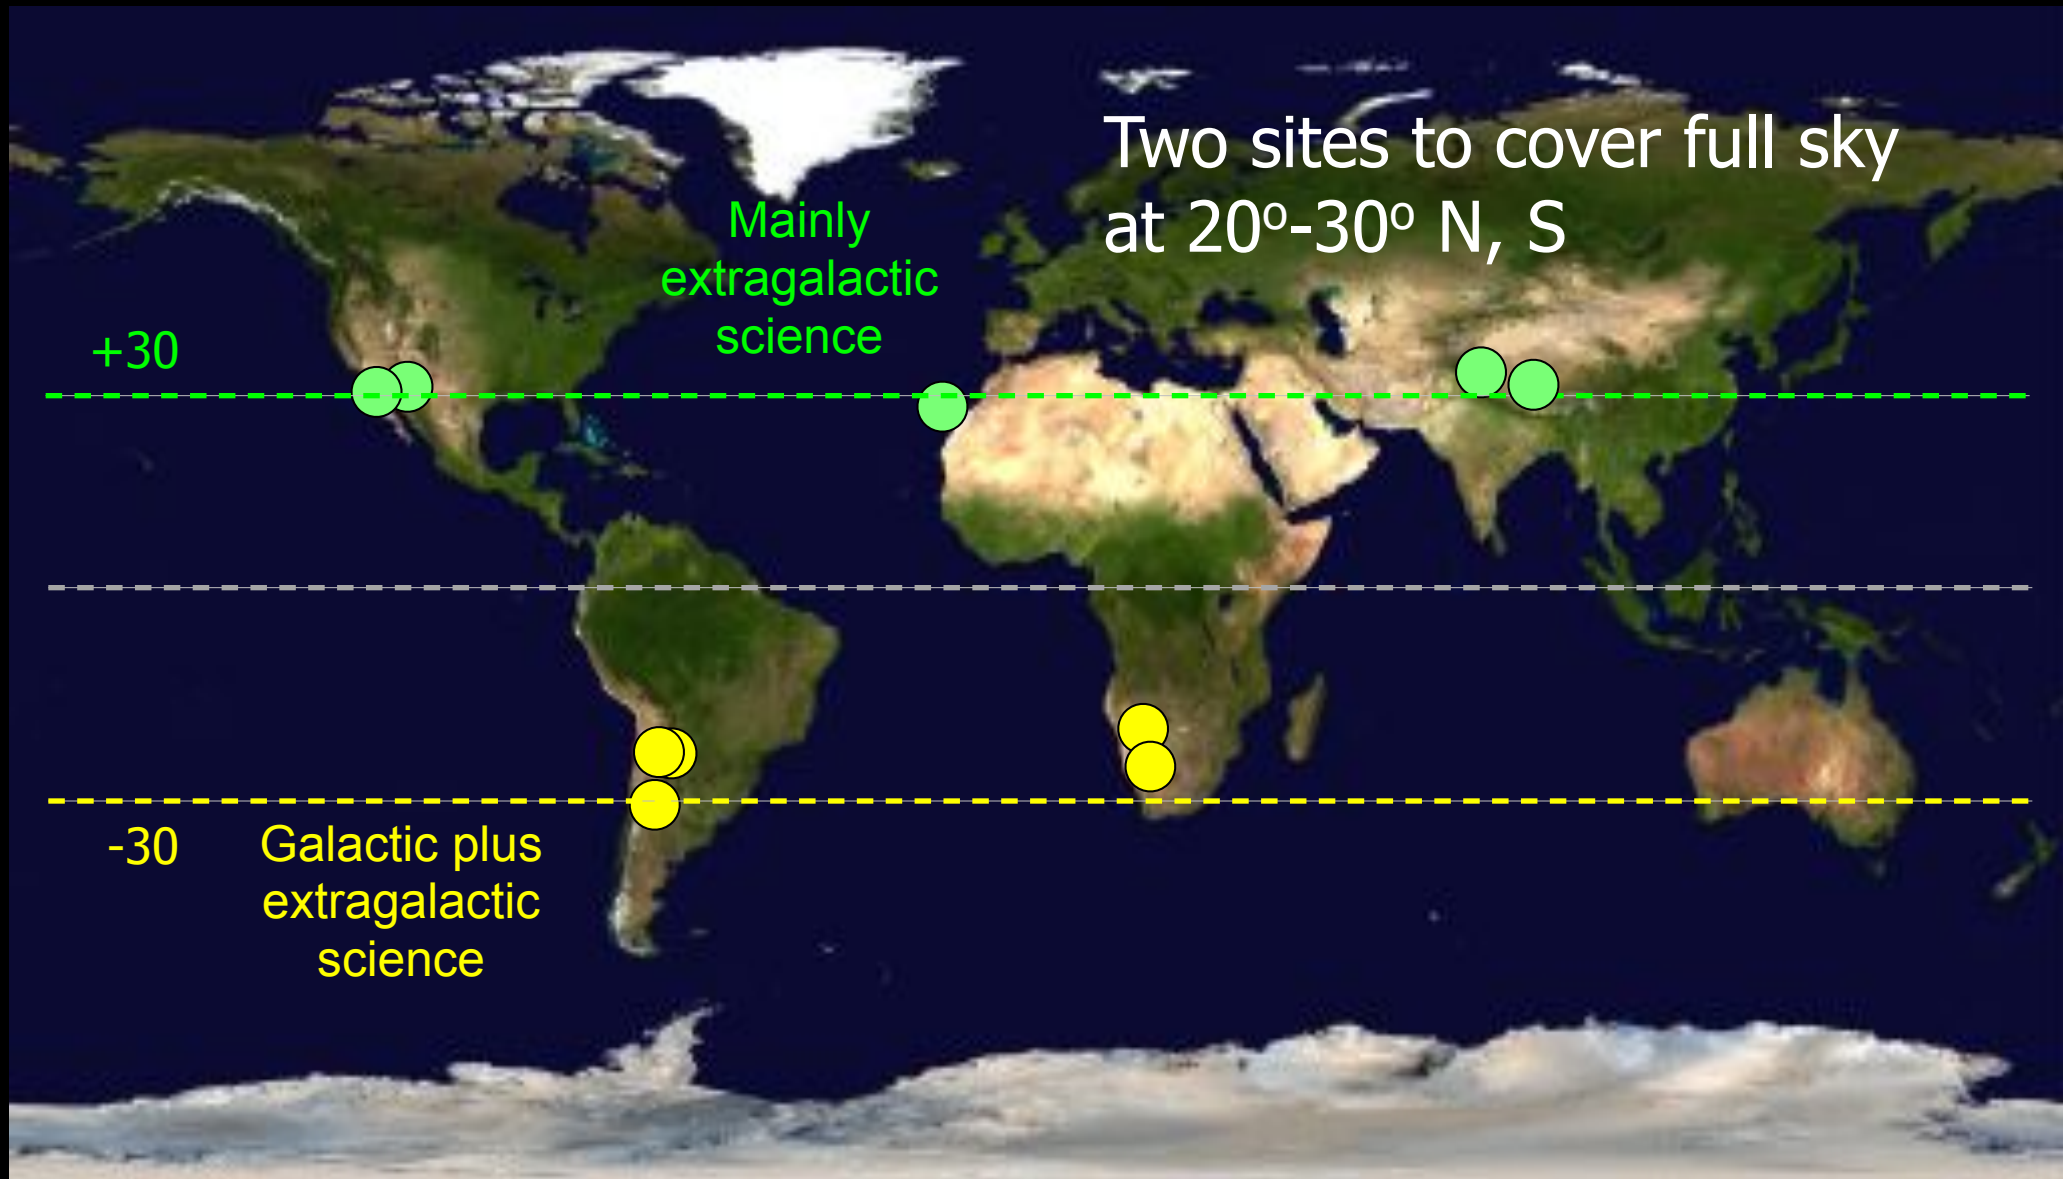 Two sites to cover full sky
at 20º-30º N, S
Mainly
extragalactic
science
+30
-30
Galactic plus
extragalactic
science